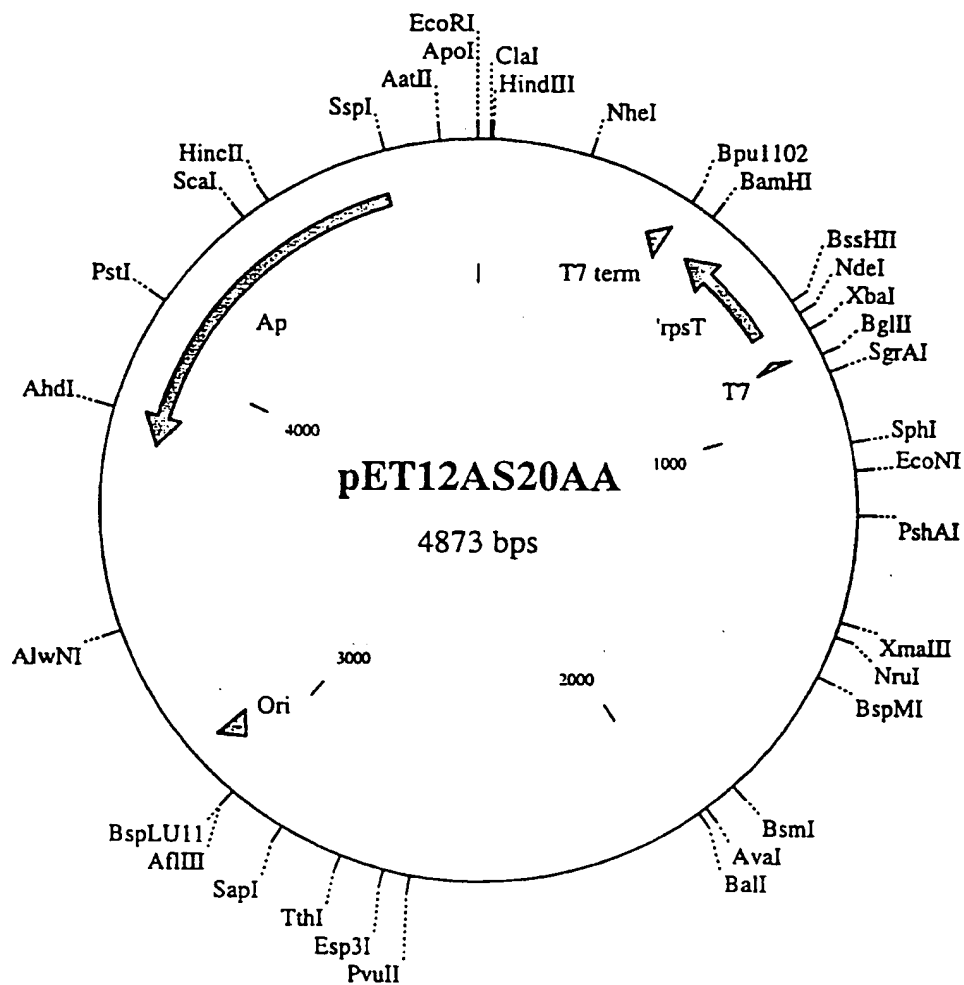 EcoRI
ApoI
ClaI
HindIII
AatII
SspI
NheI
HincII
ScaI
Bpu1102
BamHI
PstI
BssHII
NdeI
XbaI
BglII
SgrAI
T7 term
'rpsT
Ap
T7
AhdI
4000
1000
SphI
EcoNI
pET12AS20AA
4873 bps
PshAI
AlwNI
3000
2000
XmaIII
NruI
BspMI
Ori
BspLU11
AflIII
SapI
TthI
Esp3I
PvuII
BsmI
AvaI
BalI